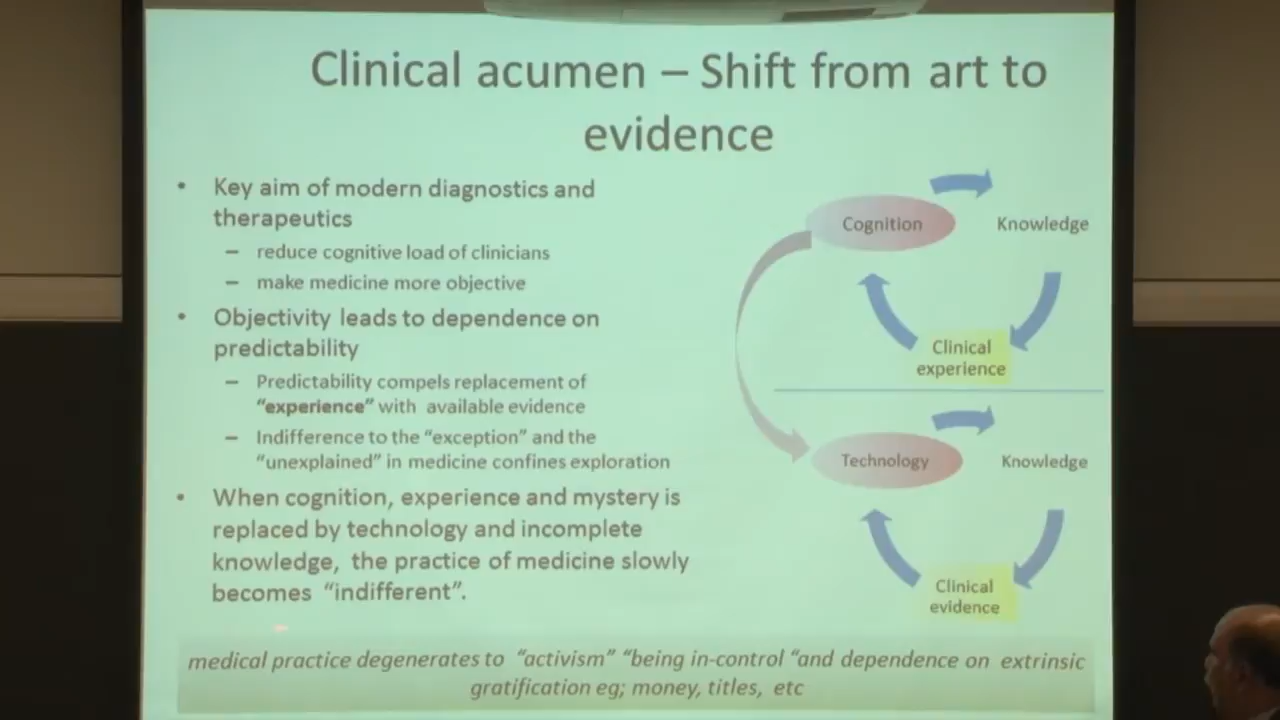 Clinical acumen – Shift from art to
evidence
• Key aim of modern diagnostics and
therapeutics
– reduce cognitive load of clinicians
– make medicine more objective
• Objectivity leads to dependence on
predictability
– Predictability compels replacement of
“experience” with available evidence
– Indifference to the “exception” and the
“unexplained” in medicine confines exploration
• When cognition, experience and mystery is
replaced by technology and incomplete
knowledge, the practice of medicine slowly
becomes “indifferent”.
Cognition
Knowledge
Clinical
experience
Technology
Knowledge
Clinical
evidence
medical practice degenerates to “activism” “being in-control “and dependence on extrinsic
gratification eg; money, titles, etc